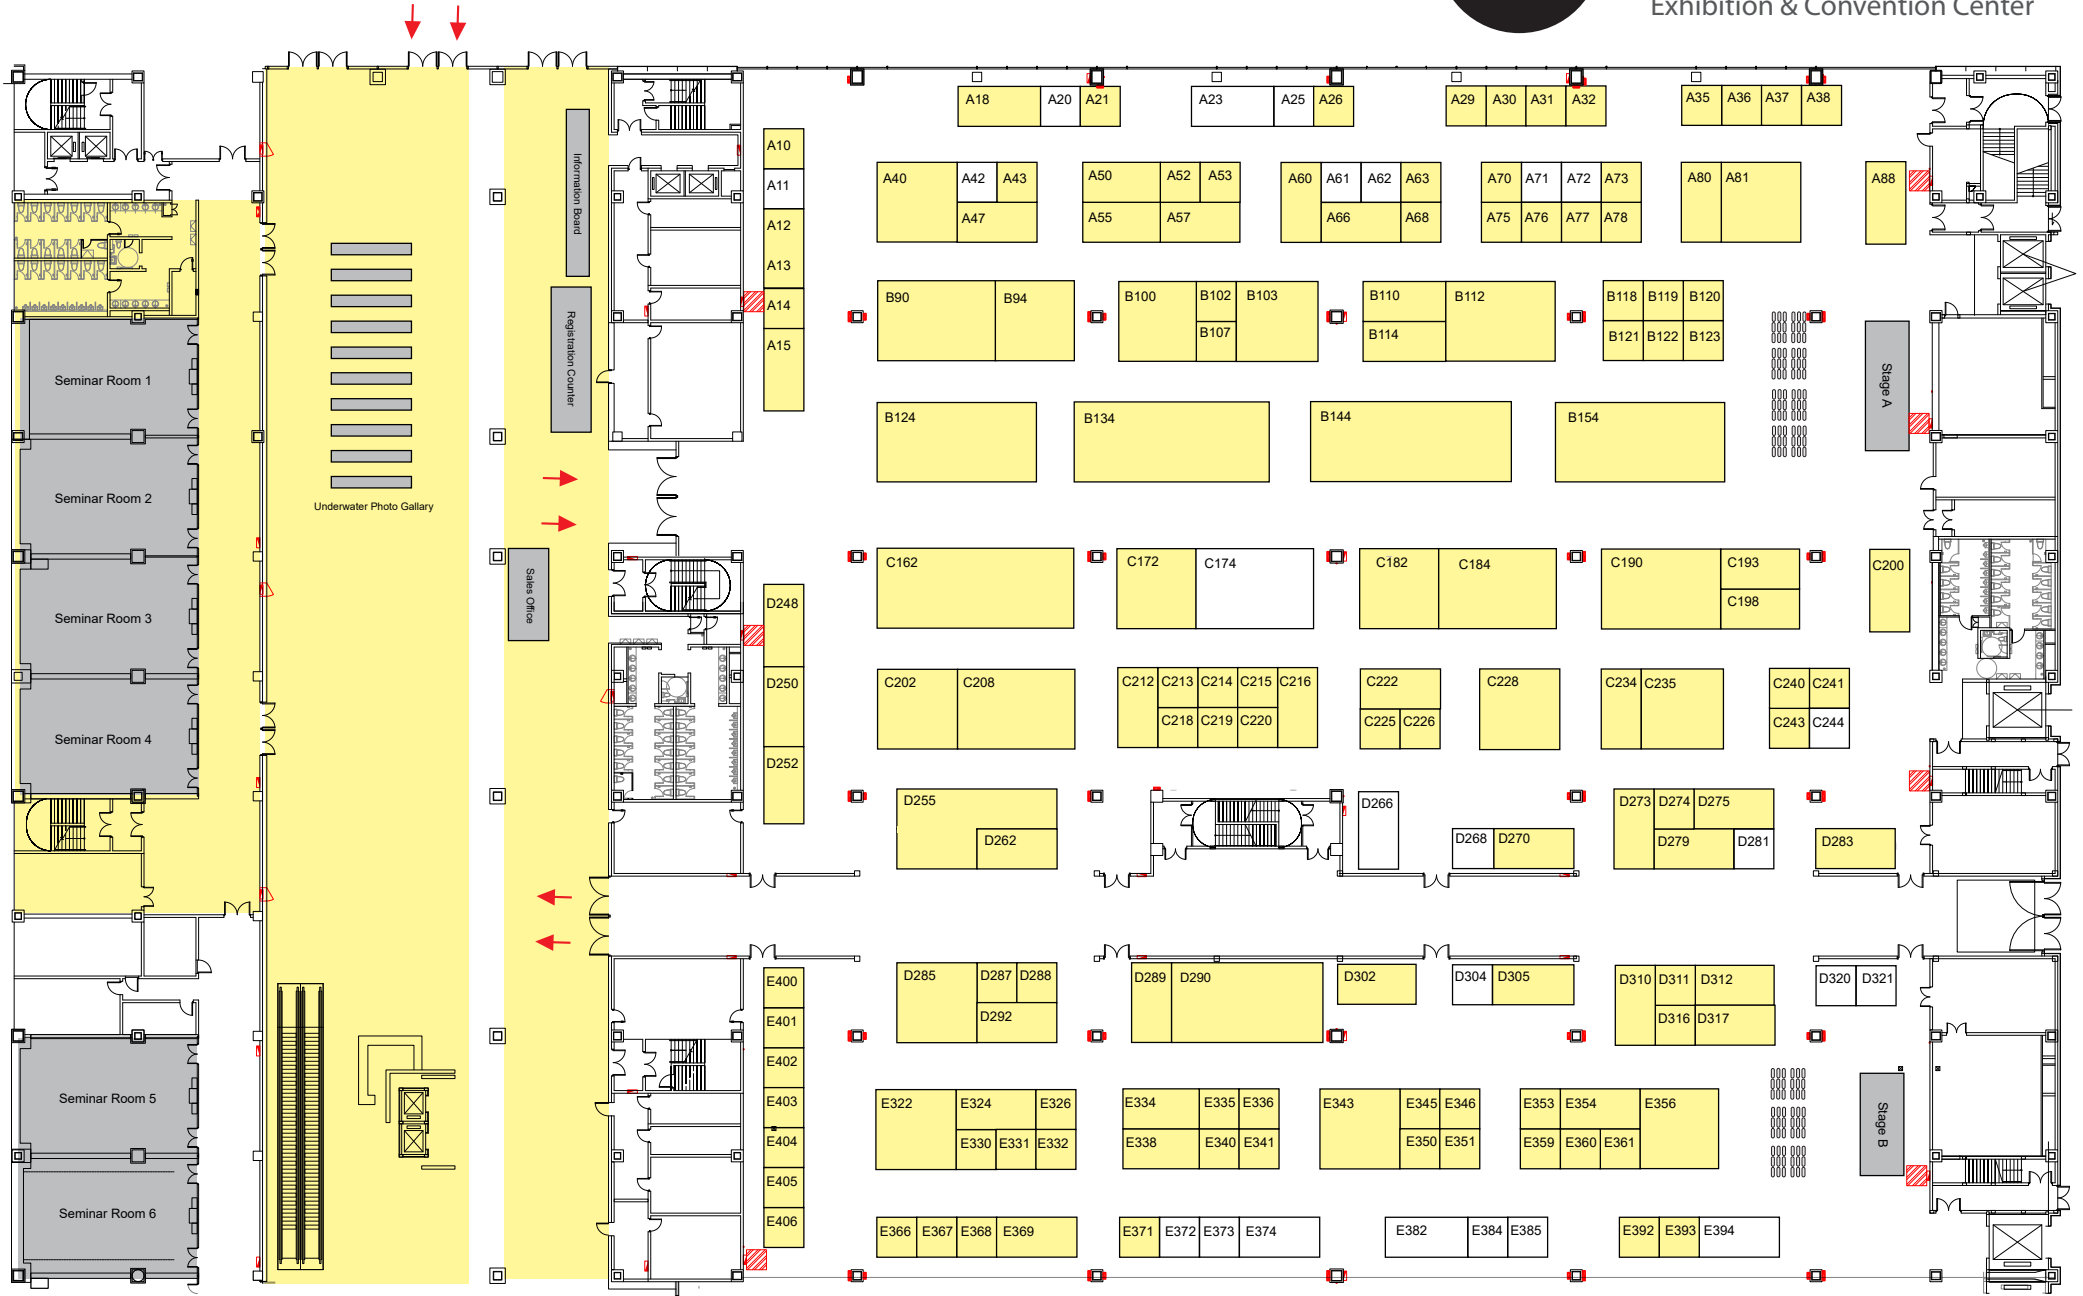 Exhibition & Convention Center
A18 A20 A21 A23 A25 A26 A29 A30 A31 A32 A35 A36 A37 A38
A10
A11
A12
A13
A14
A15
A40 A42 A43 A50 A52 A53 A60 A61 A62 A63 A70 A71 A72 A73 A80 A81 A88
A47 A55 A57 A66 A68 A75 A76 A77 A78
Information Board
Registration Counter
B90 B94 B100 B102 B103 B110 B112 B118 B119 B120
B107 B114 B121 B122 B123
Stage A
Seminar Room 1
B124 B134 B144 B154
Seminar Room 2
Underwater Photo Gallary
Sales Office
C162 C172 C174 C182 C184 C190 C193 C200
C198
Seminar Room 3
D248
D250
D252
C202 C208 C212 C213 C214 C215 C216 C222 C228 C234 C235 C240 C241
C218 C219 C220 C225 C226 C243 C244
Seminar Room 4
D255 D266 D273 D274 D275
D262 D268 D270 D279 D281 D283
D285 D287 D288 D289 D290 D302 D304 D305 D310 D311 D312 D320 D321
D292 D316 D317
E400
E401
E402
E403
E404
E405
E406
Seminar Room 5
E322 E324 E326 E334 E335 E336 E343 E345 E346 E353 E354 E356
E330 E331 E332 E338 E340 E341 E350 E351 E359 E360 E361
Stage B
Seminar Room 6
E366 E367 E368 E369 E371 E372 E373 E374 E382 E384 E385 E392 E393 E394